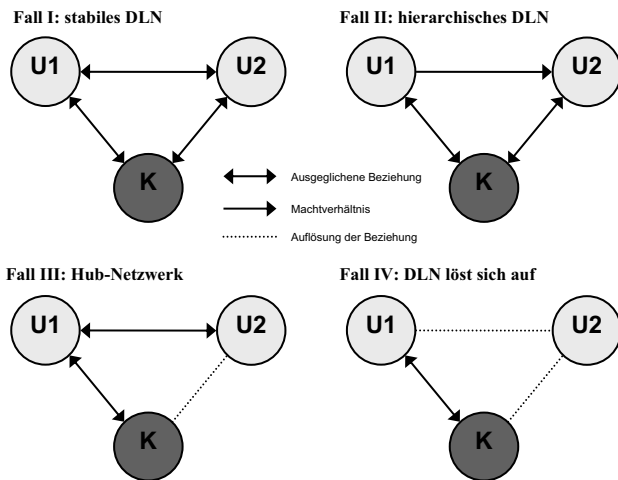 Fall I: stabiles DLN
Fall II: hierarchisches DLN
U1
U2
U1
U2
K
K
Ausgeglichene Beziehung
Machtverhältnis
Auflösung der Beziehung
Fall III: Hub-Netzwerk
Fall IV: DLN löst sich auf
U1
U2
U1
U2
K
K